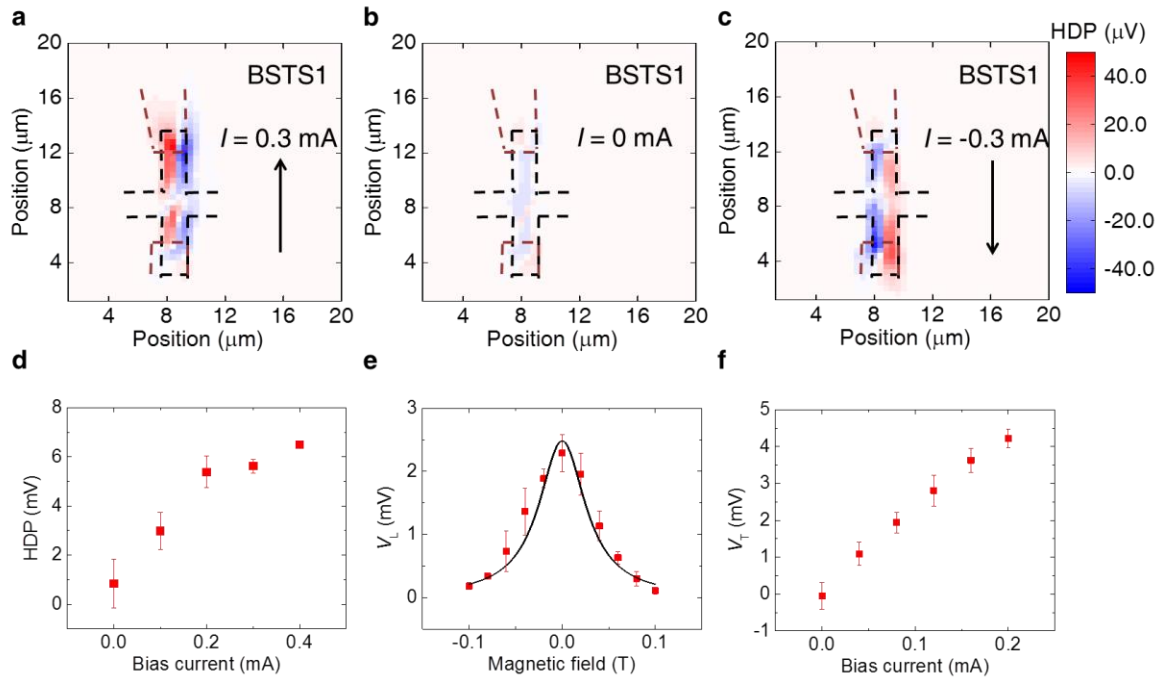 a
b
c
HDP (μV)
20
16
12
8
4
Position (μm)
BSTS1
I = 0.3 mA
4 8 12 16 20
Position (μm)
20
16
12
8
4
Position (μm)
BSTS1
I = 0 mA
4 8 12 16 20
Position (μm)
20
16
12
8
4
Position (μm)
BSTS1
I = -0.3 mA
4 8 12 16 20
Position (μm)
40.0
20.0
0.0
-20.0
-40.0
d
8
6
4
2
0
HDP (mV)
0.0 0.2 0.4
Bias current (mA)
e
3
2
1
0
VL (mV)
-0.1 0.0 0.1
Magnetic field (T)
f
5
4
3
2
1
0
-1
VT (mV)
0.0 0.1 0.2
Bias current (mA)